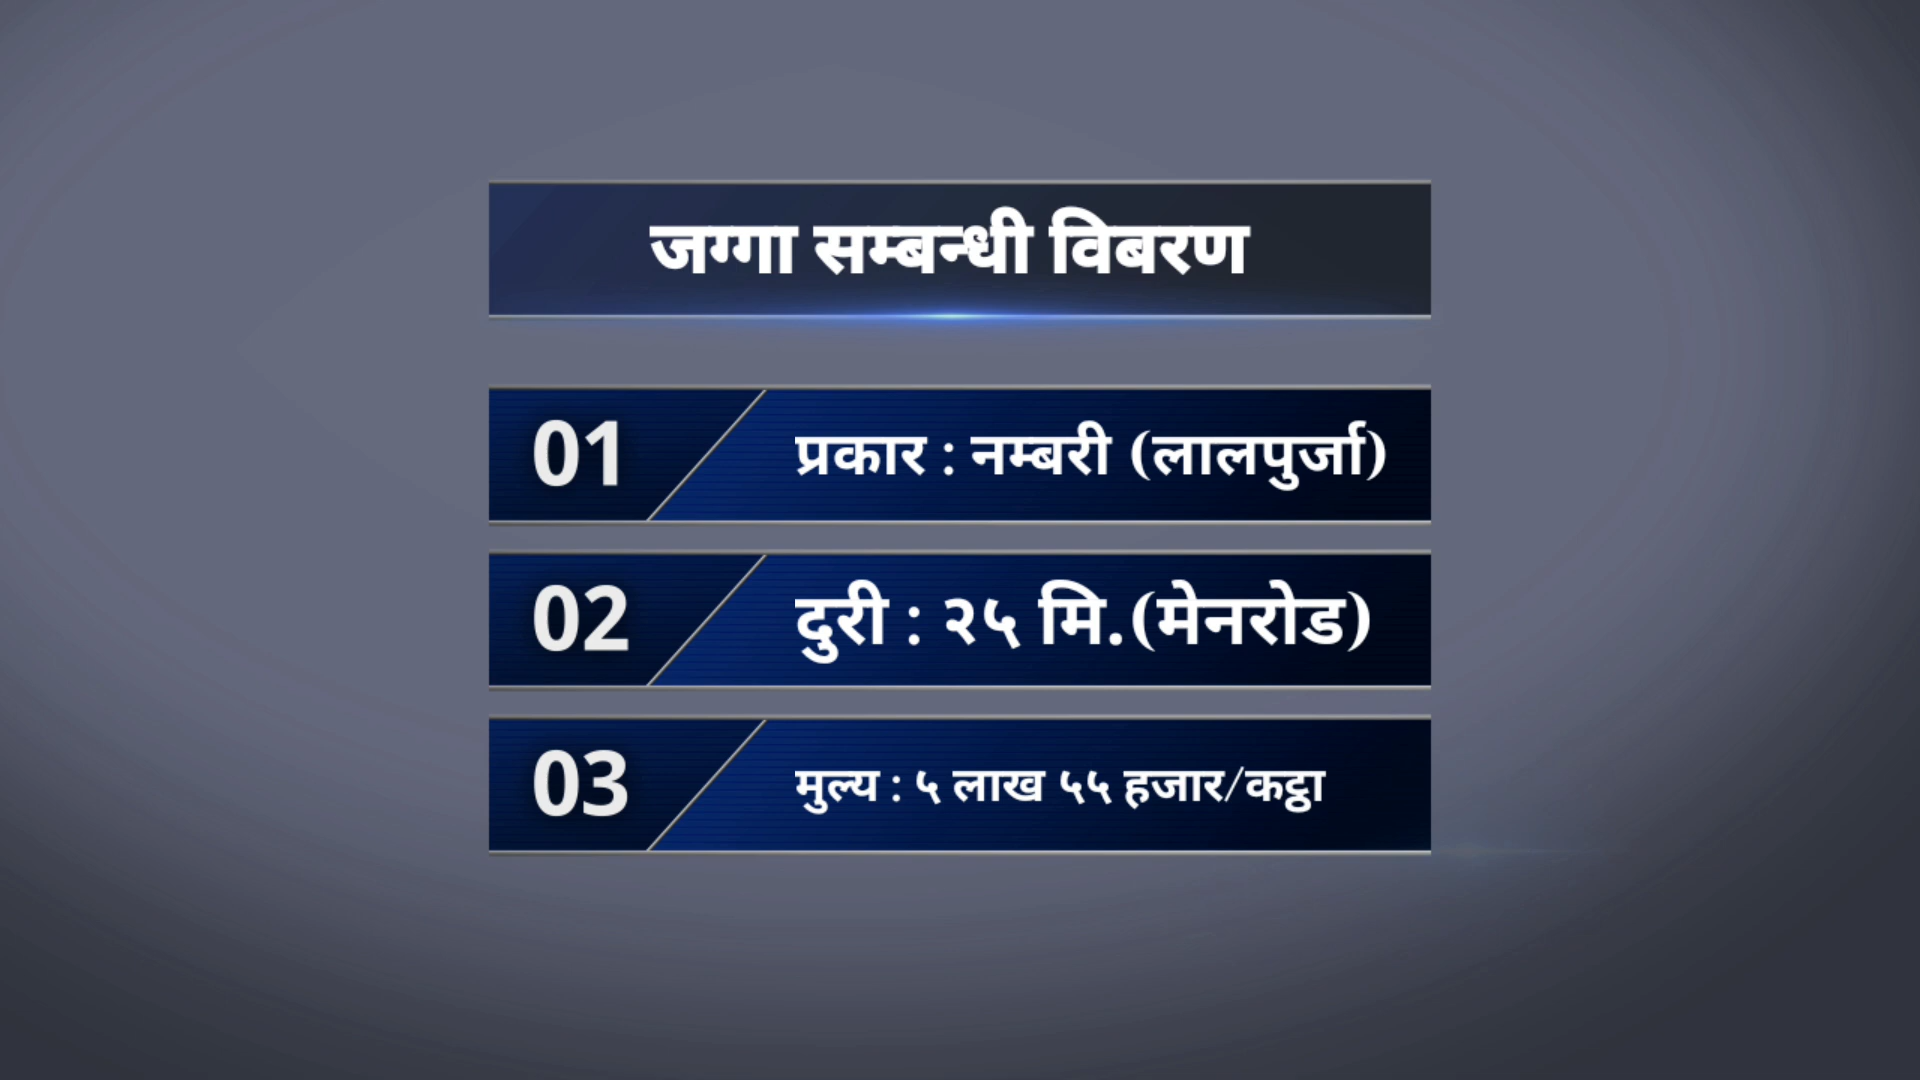 जग्गा सम्बन्धी विबरण
01 प्रकार : नम्बरी (लालपुर्जा)
02 दुरी : २५ मि.(मेनरोड)
03 मुल्य : ५ लाख ५५ हजार/कट्ठा